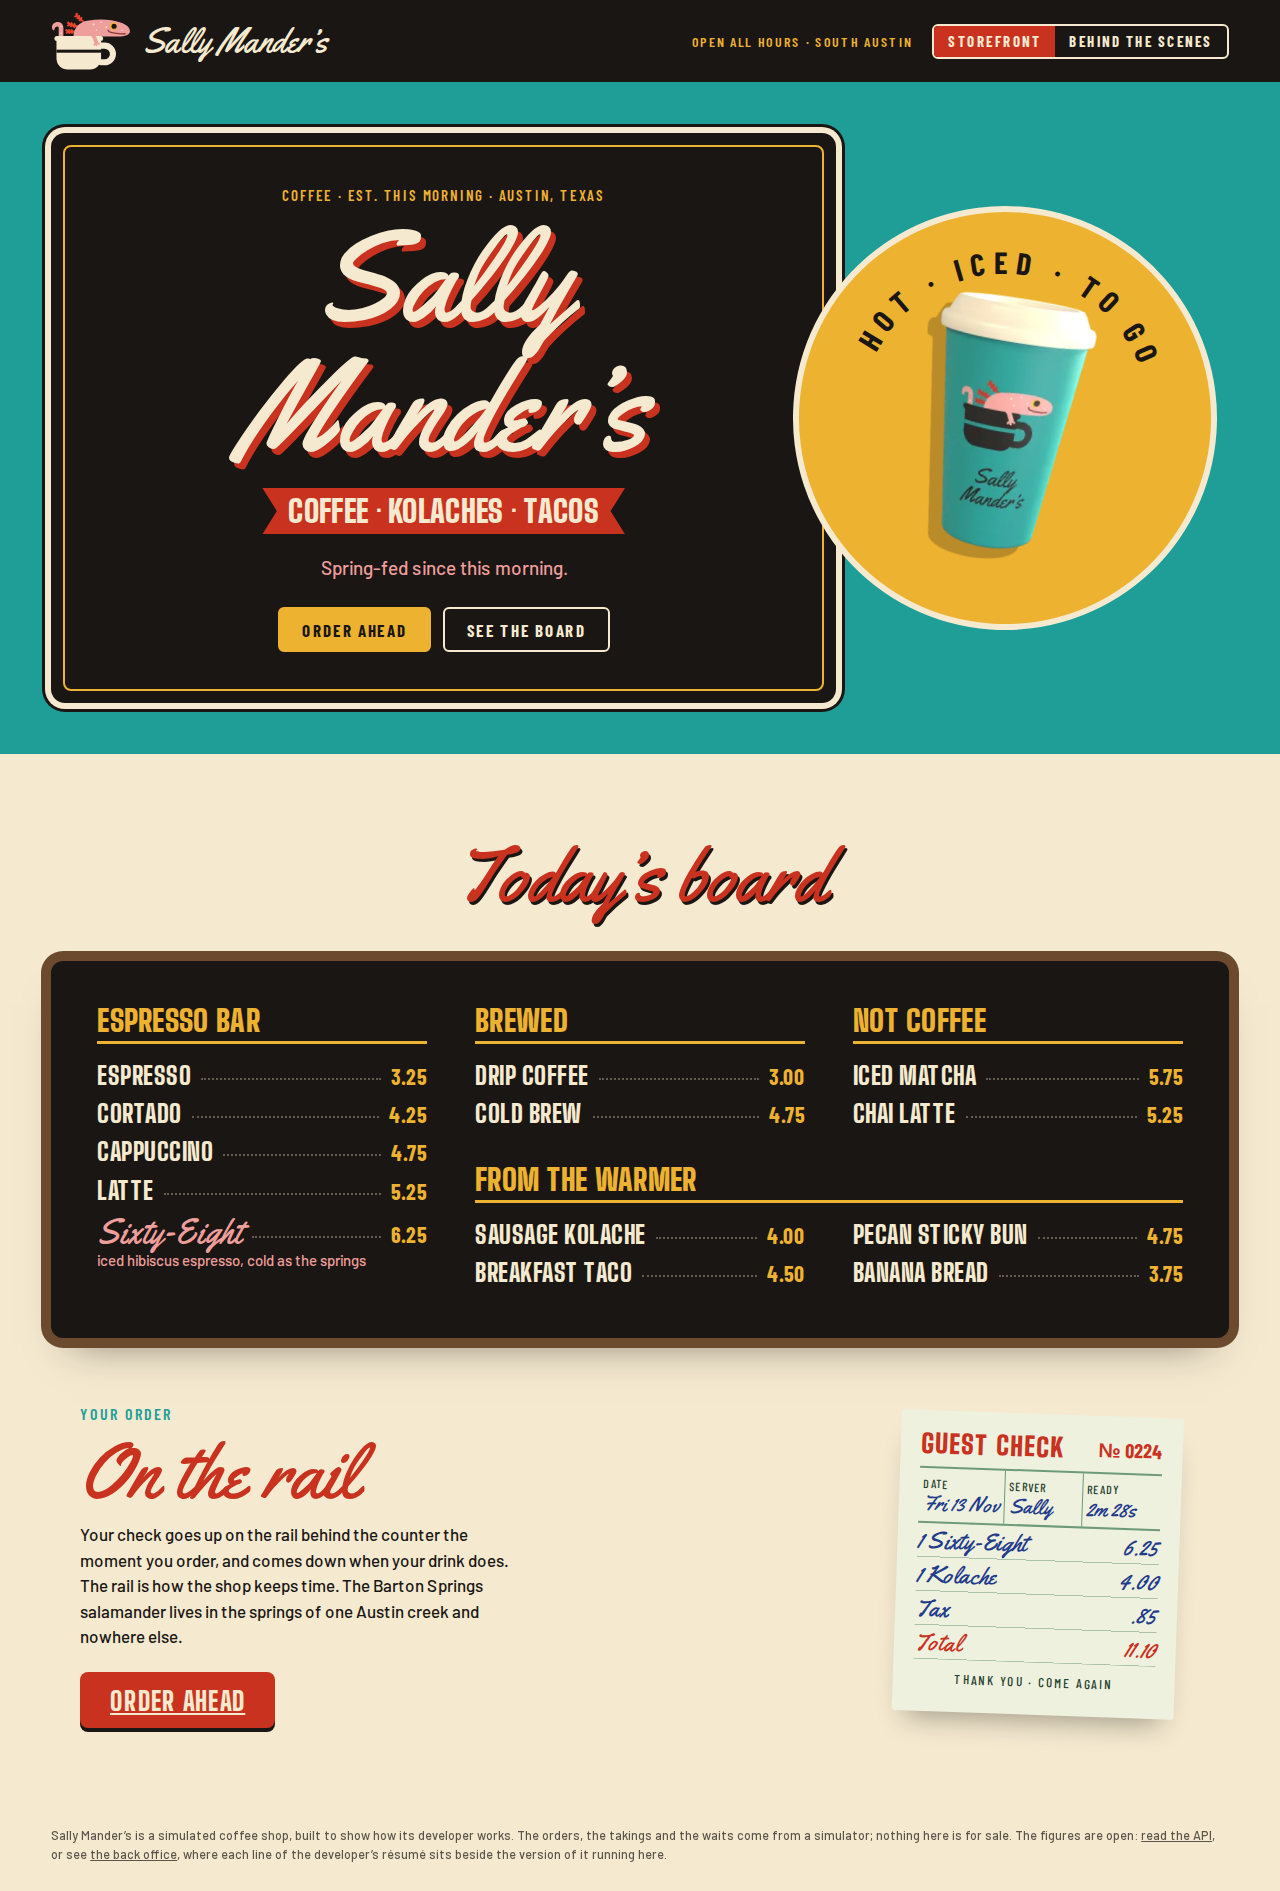 Sally Mander's
OPEN ALL HOURS · SOUTH AUSTIN
STOREFRONT
BEHIND THE SCENES
COFFEE · EST. THIS MORNING · AUSTIN, TEXAS
Sally
Mander's
COFFEE · KOLACHES · TACOS
Spring-fed since this morning.
ORDER AHEAD
SEE THE BOARD
HOT · ICED · TO GO
Sally
Mander's
Today's board
ESPRESSO BAR
ESPRESSO 3.25
CORTADO 4.25
CAPPUCCINO 4.75
LATTE 5.25
Sixty-Eight 6.25
iced hibiscus espresso, cold as the springs
BREWED
DRIP COFFEE 3.00
COLD BREW 4.75
NOT COFFEE
ICED MATCHA 5.75
CHAI LATTE 5.25
FROM THE WARMER
SAUSAGE KOLACHE 4.00
BREAKFAST TACO 4.50
PECAN STICKY BUN 4.75
BANANA BREAD 3.75
YOUR ORDER
On the rail
Your check goes up on the rail behind the counter the
moment you order, and comes down when your drink does.
The rail is how the shop keeps time. The Barton Springs
salamander lives in the springs of one Austin creek and
nowhere else.
ORDER AHEAD
GUEST CHECK № 0224
DATE SERVER READY
Fri 13 Nov Sally 2m 28s
1 Sixty-Eight 6.25
1 Kolache 4.00
Tax .85
Total 11.10
THANK YOU · COME AGAIN
Sally Mander's is a simulated coffee shop, built to show how its developer works. The orders, the takings and the waits come from a simulator; nothing here is for sale. The figures are open: read the API,
or see the back office, where each line of the developer's résumé sits beside the version of it running here.